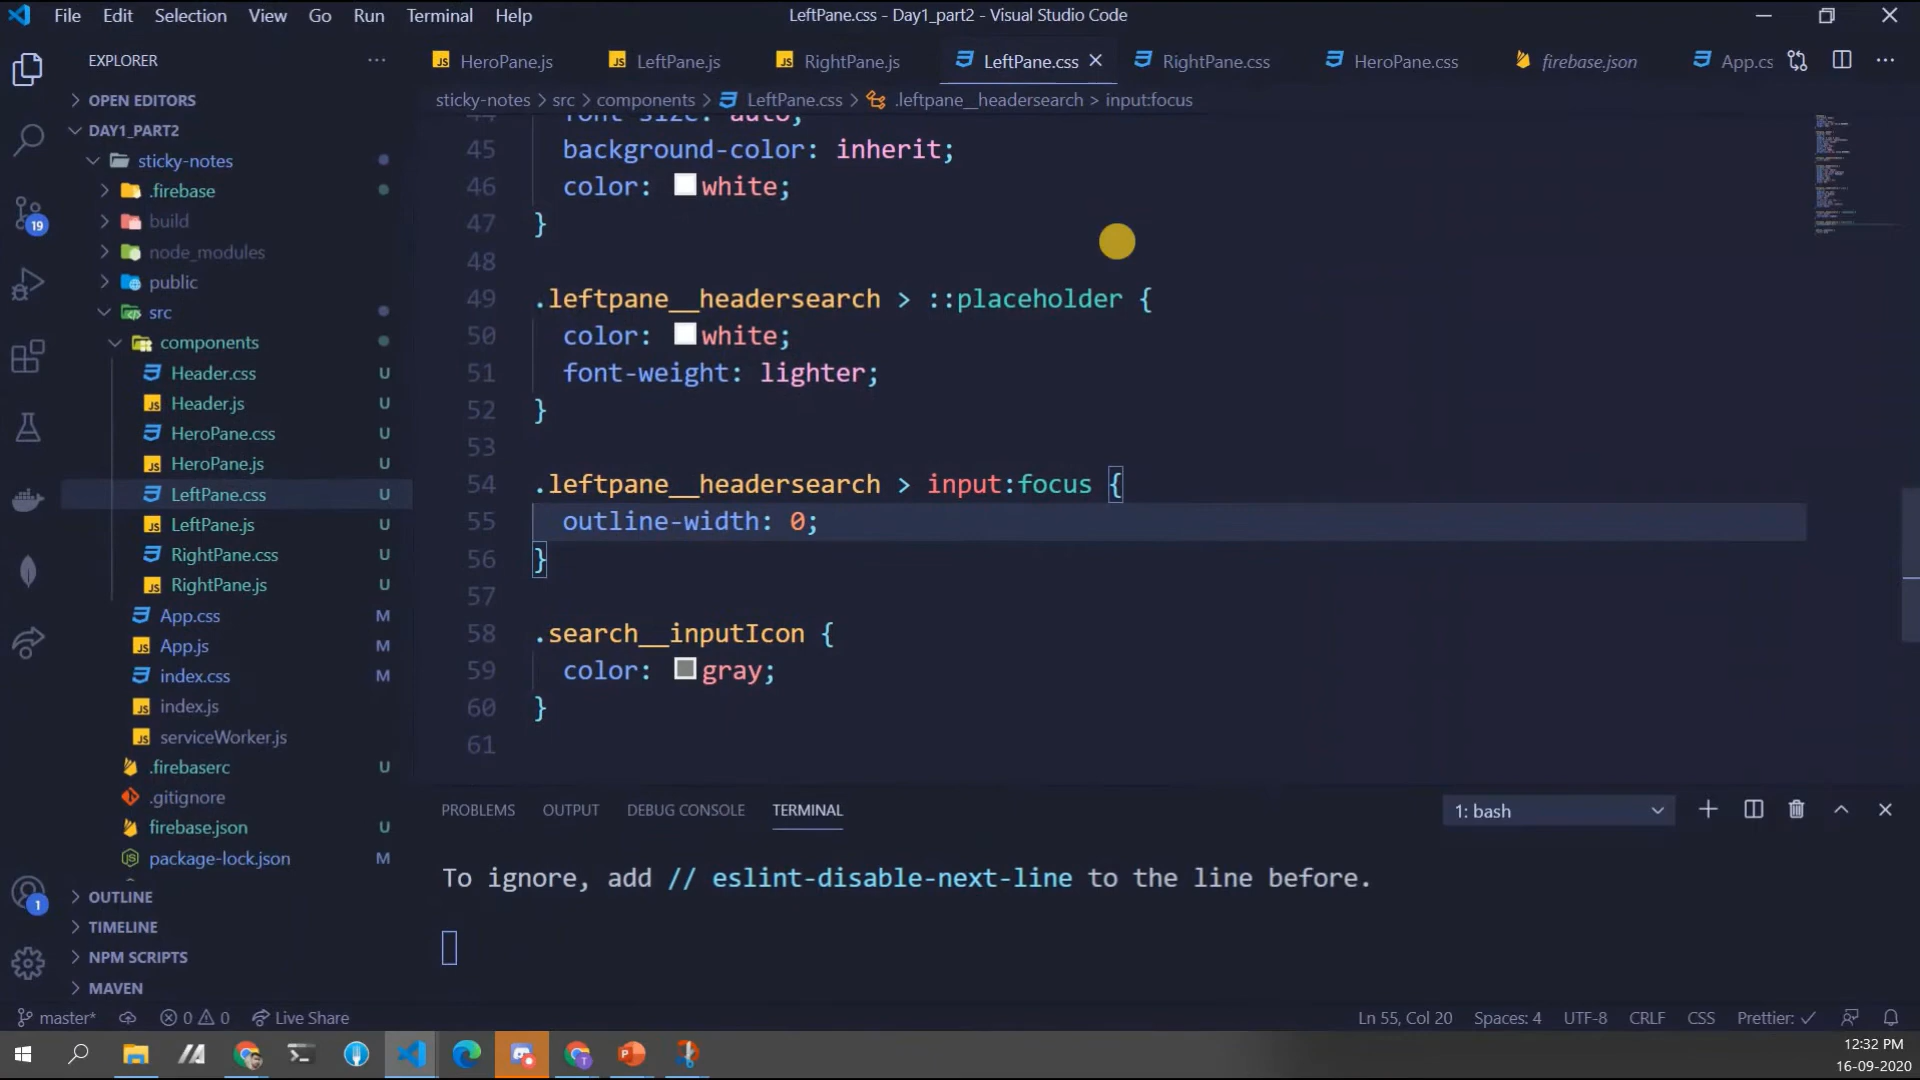 File Edit Selection View Go Run Terminal Help
LeftPane.css - Day1_part2 - Visual Studio Code
EXPLORER
HeroPane.js
LeftPane.js
RightPane.js
LeftPane.css
RightPane.css
HeroPane.css
firebase.json
App.cs
OPEN EDITORS
DAY1_PART2
sticky-notes
.firebase
build
node_modules
public
src
components
Header.css U
Header.js U
HeroPane.css U
HeroPane.js U
LeftPane.css U
LeftPane.js U
RightPane.css U
RightPane.js U
App.css M
App.js M
index.css M
index.js
serviceWorker.js
.firebaserc U
.gitignore
firebase.json U
package-lock.json M
OUTLINE
TIMELINE
NPM SCRIPTS
MAVEN
19
1
sticky-notes > src > components > LeftPane.css > .leftpane__headersearch > input:focus
44 font-size: auto;
45 background-color: inherit;
46 color: white;
47 }
48
49 .leftpane__headersearch > ::placeholder {
50 color: white;
51 font-weight: lighter;
52 }
53
54 .leftpane__headersearch > input:focus {
55 outline-width: 0;
56 }
57
58 .search__inputIcon {
59 color: gray;
60 }
61
PROBLEMS OUTPUT DEBUG CONSOLE TERMINAL
1: bash
To ignore, add // eslint-disable-next-line to the line before.
master* 0 0 Live Share
Ln 55, Col 20 Spaces: 4 UTF-8 CRLF CSS Prettier: ✓
12:32 PM
16-09-2020